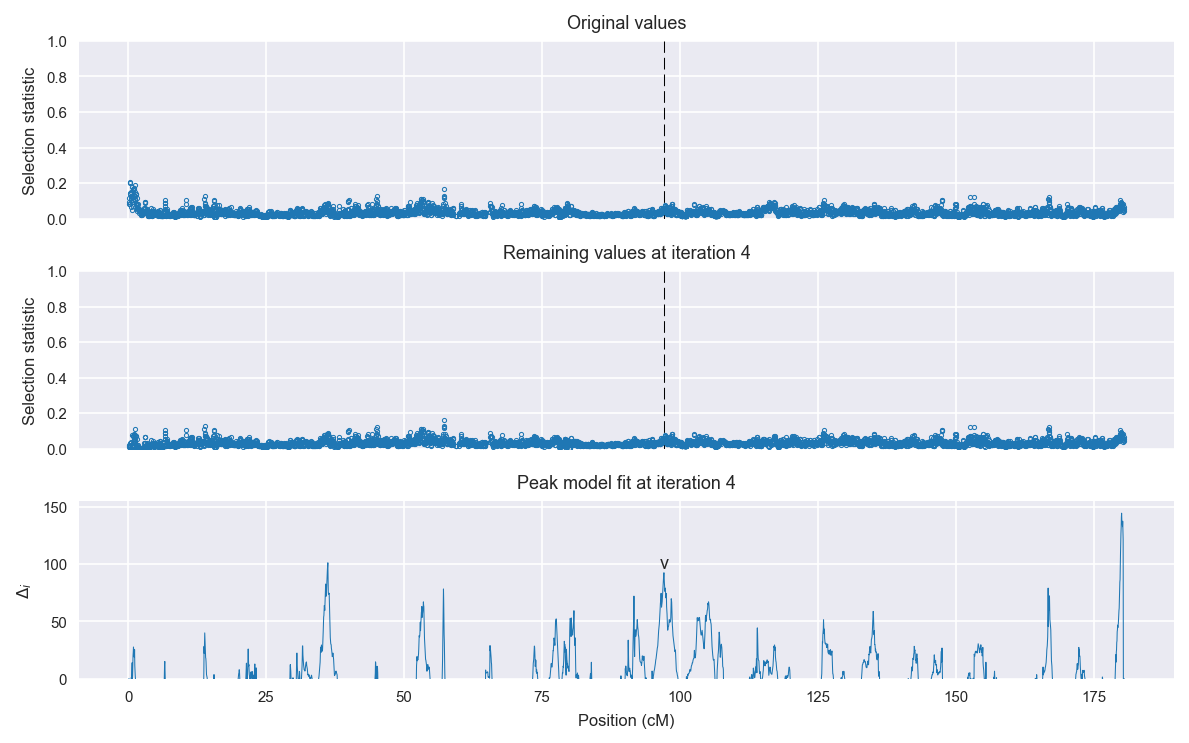 Original values
Selection statistic
1.0
0.8
0.6
0.4
0.2
0.0
Remaining values at iteration 4
Selection statistic
1.0
0.8
0.6
0.4
0.2
0.0
Peak model fit at iteration 4
Δi
150
100
50
0
v
0 25 50 75 100 125 150 175
Position (cM)